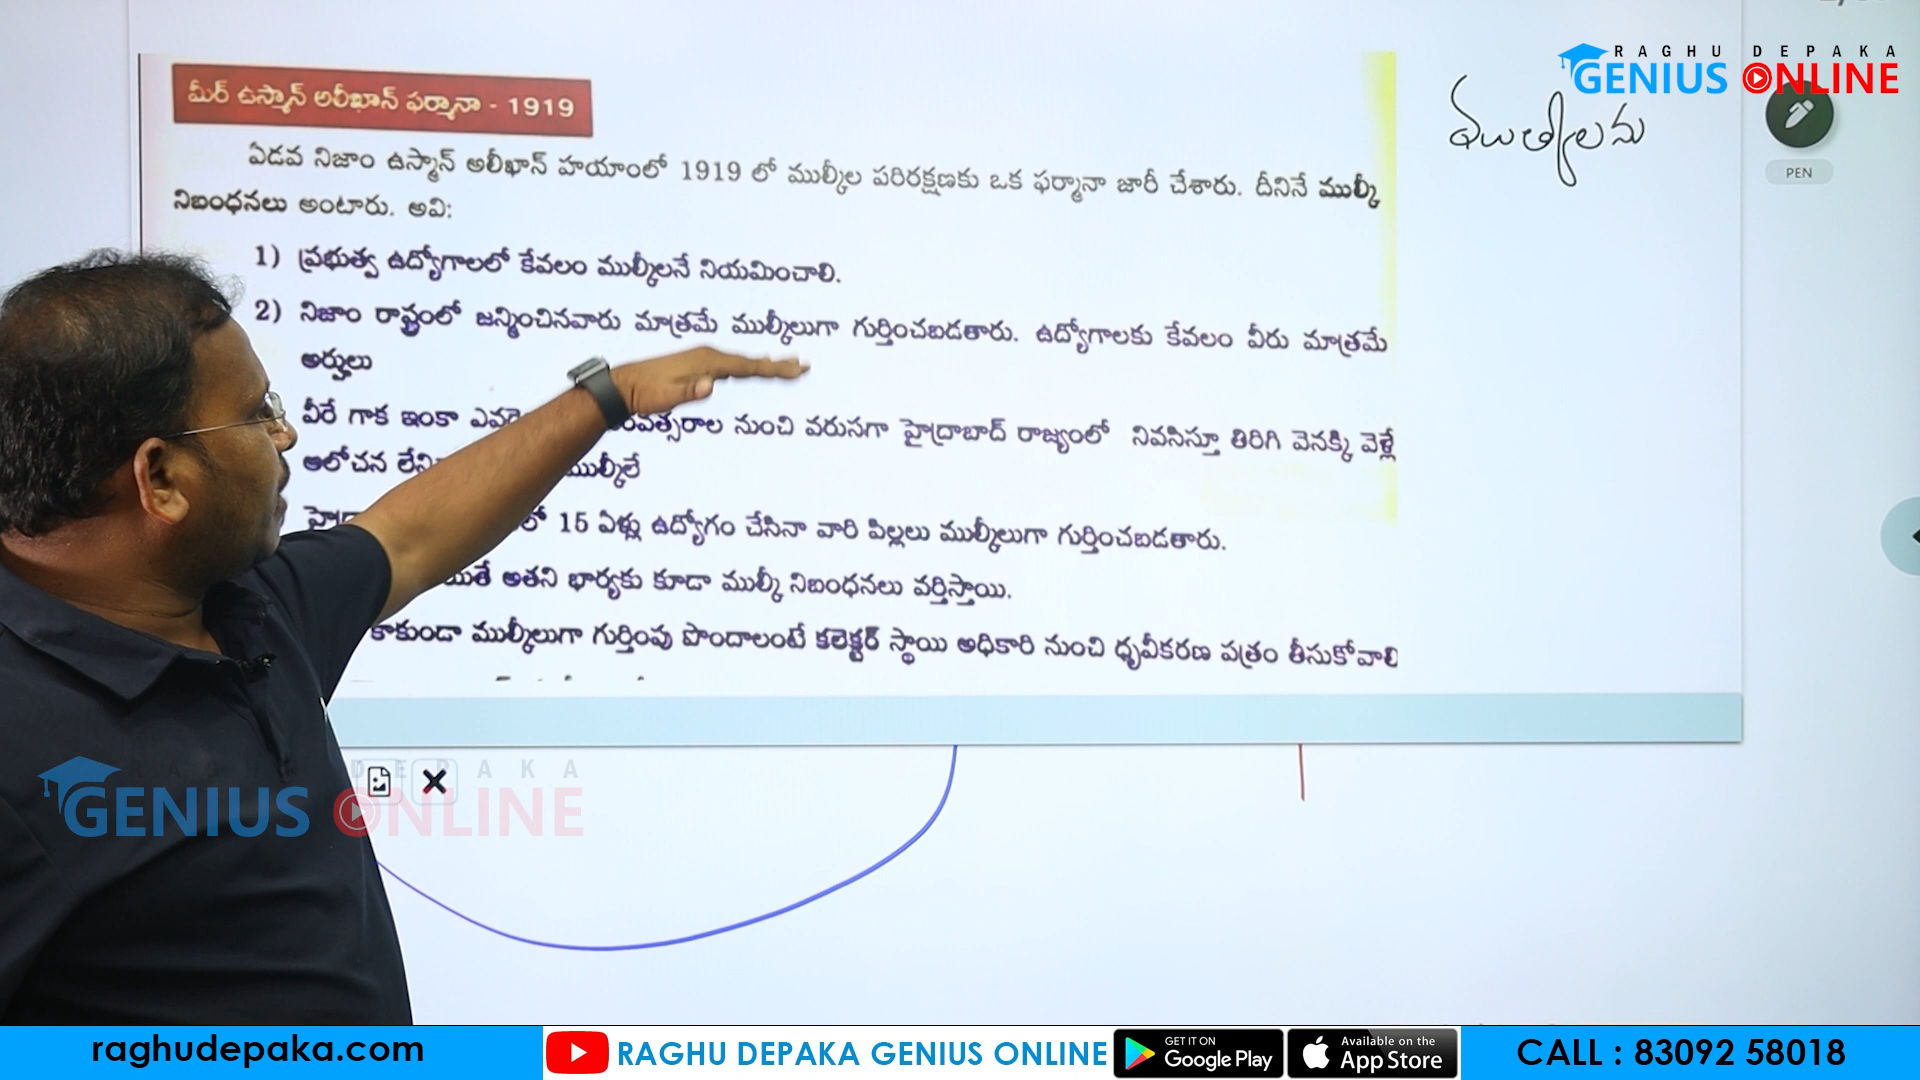 RAGHU DEPAKA
GENIUS ONLINE
మీర్ ఉస్మాన్ అలీఖాన్ ఫర్మానా - 1919
ముత్యాలను
PEN
ఏడవ నిజాం ఉస్మాన్ అలీఖాన్ హయాంలో 1919 లో ముల్కీల పరిరక్షణకు ఒక ఫర్మానా జారీ చేశారు. దీనినే ముల్కీ
నిబంధనలు అంటారు. అవి:
1) ప్రభుత్వ ఉద్యోగాలలో కేవలం ముల్కీలనే నియమించాలి.
2) నిజాం రాష్ట్రంలో జన్మించినవారు మాత్రమే ముల్కీలుగా గుర్తించబడతారు. ఉద్యోగాలకు కేవలం వీరు మాత్రమే
అర్హులు
వీరే గాక ఇంకా నుంచి వరుసగా హైద్రాబాద్ రాజ్యంలో నివసిస్తూ తిరిగి వెనక్కి వెళ్లే
ఆలోచన ముల్కీలే
15 ఏళ్లు ఉద్యోగం చేసినా వారి పిల్లలు ముల్కీలుగా గుర్తించబడతారు.
అతని భార్యకు కూడా ముల్కీ నిబంధనలు వర్తిస్తాయి.
కాకుండా ముల్కీలుగా గుర్తింపు పొందాలంటే కలెక్టర్ స్థాయి అధికారి నుంచి ధృవీకరణ పత్రం తీసుకోవాలి
RAGHU DEPAKA
GENIUS ONLINE
raghudepaka.com RAGHU DEPAKA GENIUS ONLINE GET IT ON Google Play Available on the App Store CALL : 83092 58018